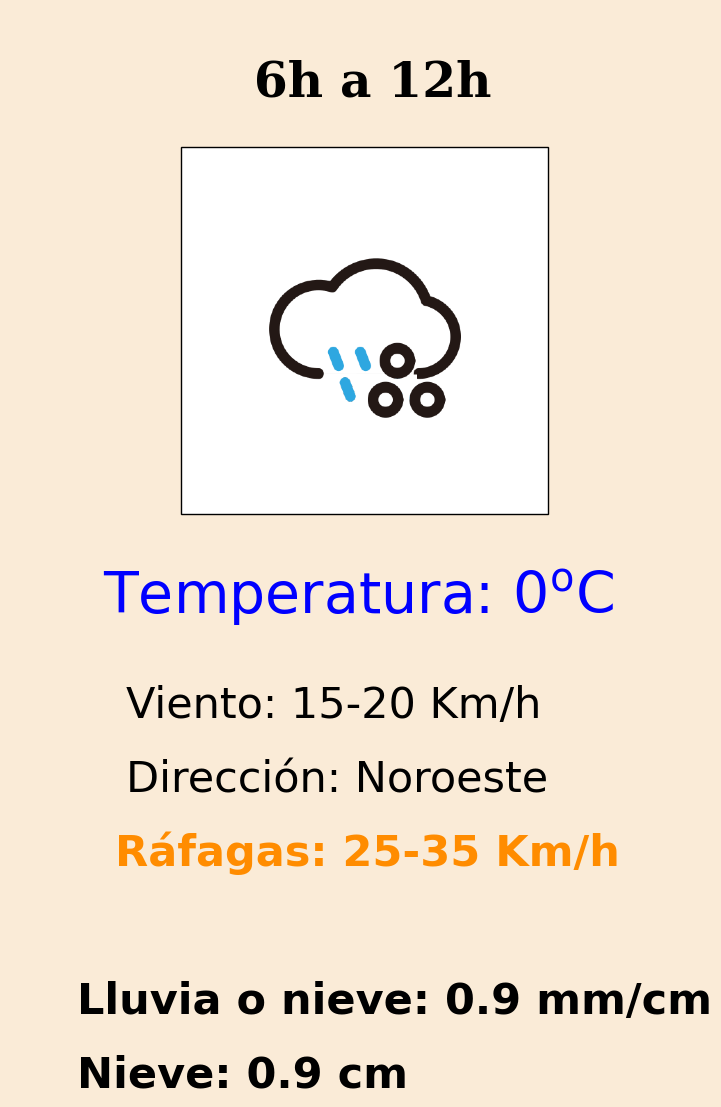 6h a 12h
Temperatura: 0ºC
Viento: 15-20 Km/h
Dirección: Noroeste
Ráfagas: 25-35 Km/h
Lluvia o nieve: 0.9 mm/cm
Nieve: 0.9 cm